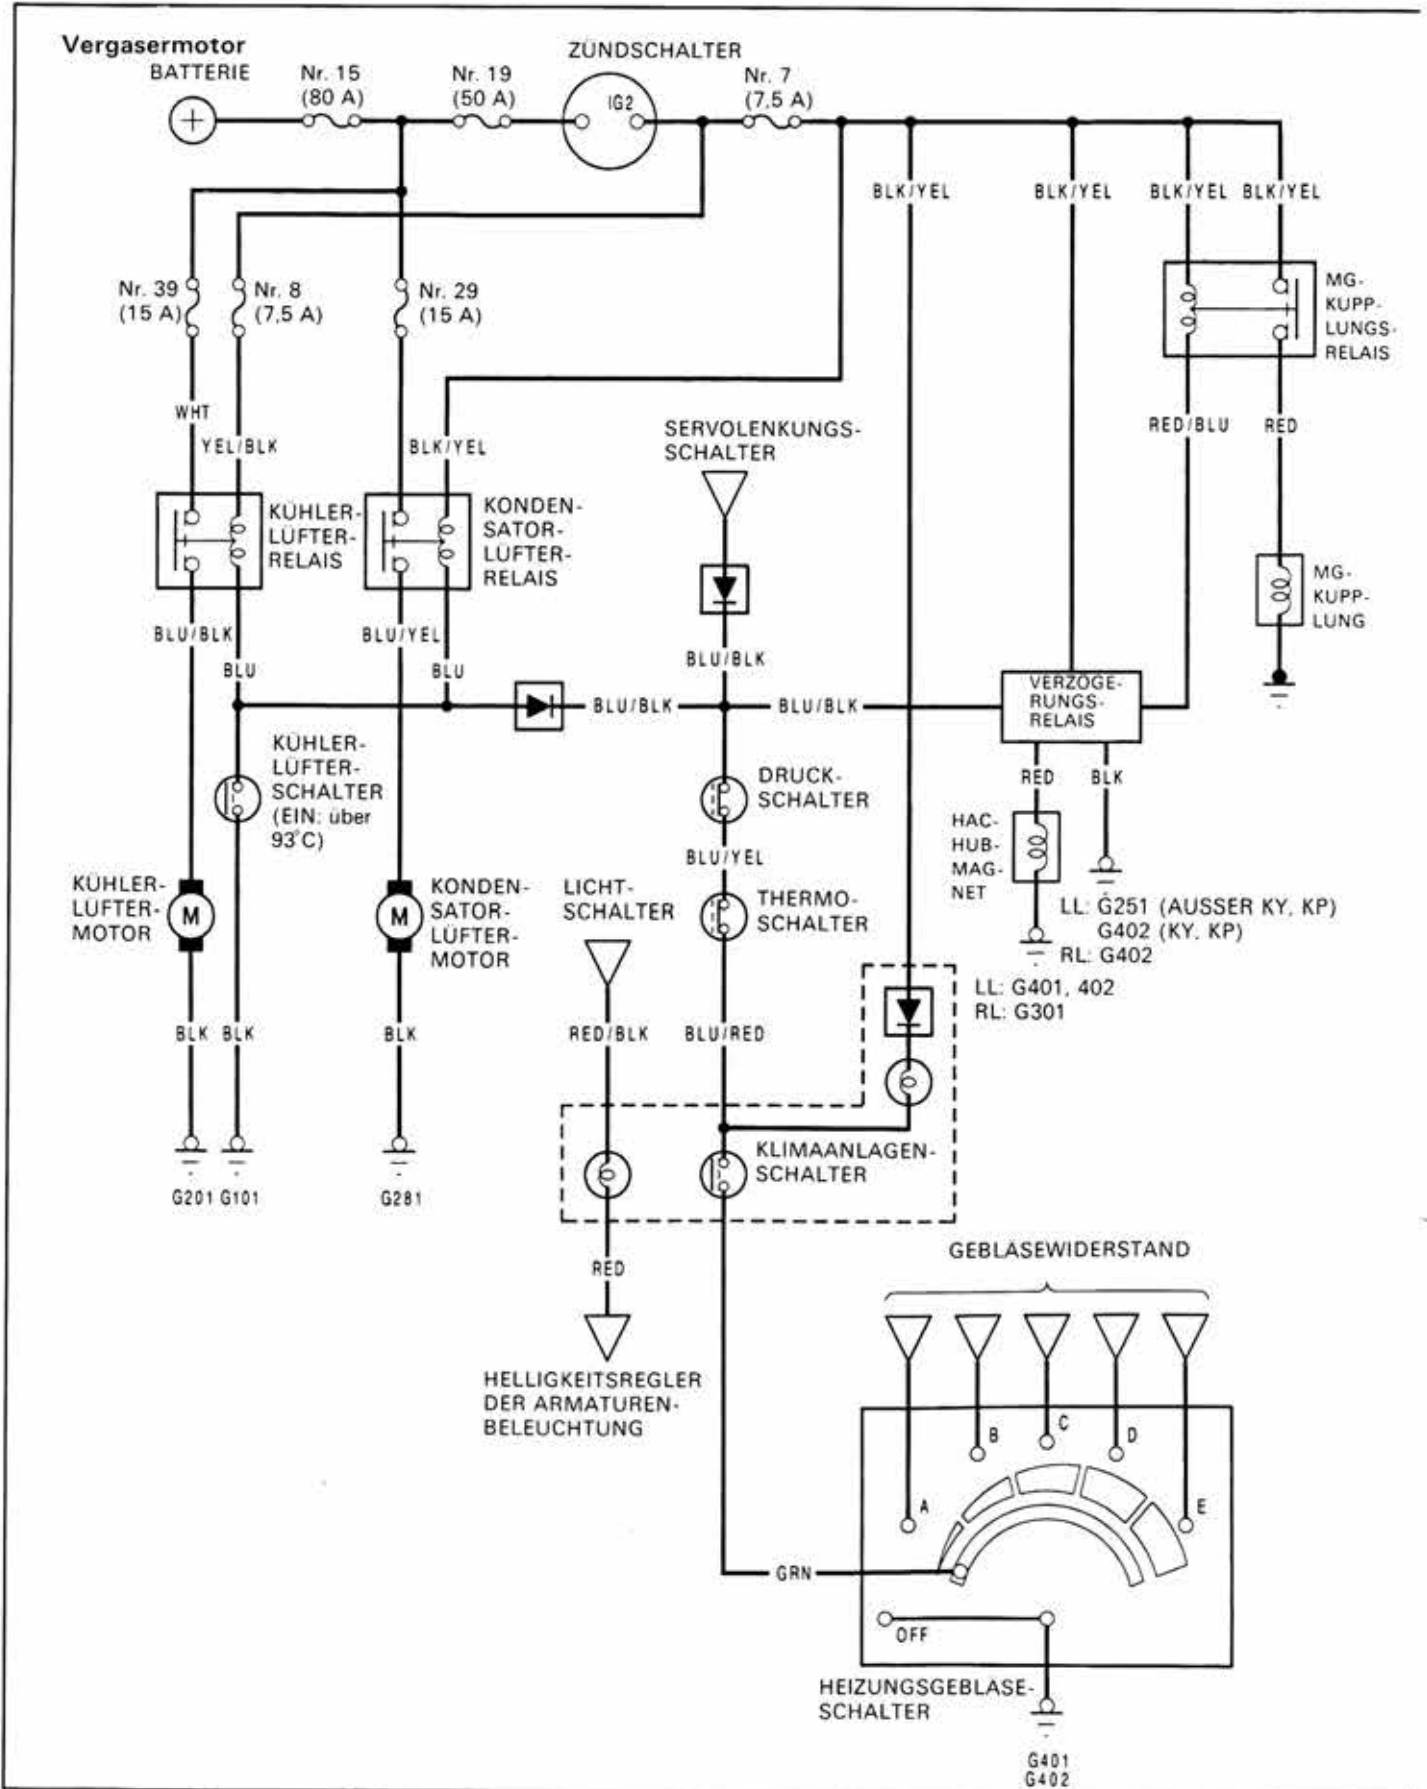 Vergasermotor
BATTERIE
Nr. 15
(80 A)
Nr. 19
(50 A)
ZÜNDSCHALTER
IG2
Nr. 7
(7,5 A)
BLK/YEL
BLK/YEL
BLK/YEL
BLK/YEL
Nr. 39
(15 A)
Nr. 8
(7,5 A)
Nr. 29
(15 A)
MG-
KUPP-
LUNGS-
RELAIS
WHT
YEL/BLK
BLK/YEL
SERVOLENKUNGS-
SCHALTER
RED/BLU
RED
KÜHLER-
LÜFTER-
RELAIS
KONDEN-
SATOR-
LÜFTER-
RELAIS
MG-
KUPP-
LUNG
BLU/BLK
BLU
BLU/YEL
BLU
BLU/BLK
BLU/BLK
BLU/BLK
VERZÖGE-
RUNGS-
RELAIS
KÜHLER-
LÜFTER-
SCHALTER
(EIN: über
93°C)
DRUCK-
SCHALTER
RED
BLK
HAC-
HUB-
MAG-
NET
BLU/YEL
KÜHLER-
LÜFTER-
MOTOR
M
M
KONDEN-
SATOR-
LÜFTER-
MOTOR
LICHT-
SCHALTER
THERMO-
SCHALTER
LL: G251 (AUSSER KY, KP)
G402 (KY, KP)
RL: G402
LL: G401, 402
RL: G301
BLK
BLK
BLK
RED/BLK
BLU/RED
KLIMAANLAGEN-
SCHALTER
G201
G101
G281
RED
GEBLÄSEWIDERSTAND
HELLIGKEITSREGLER
DER ARMATUREN-
BELEUCHTUNG
A
B
C
D
E
GRN
OFF
HEIZUNGSGEBLÄSE-
SCHALTER
G401
G402